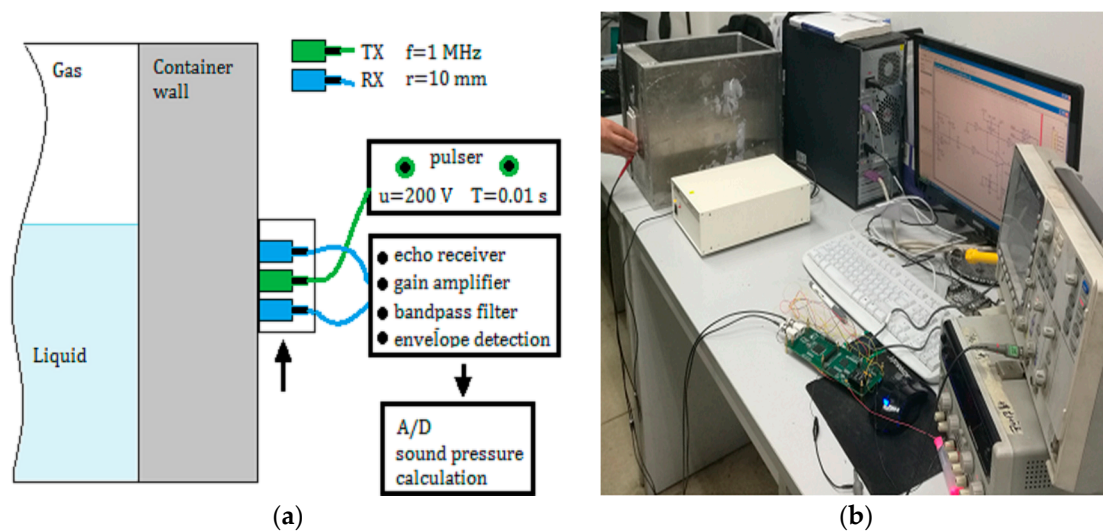 Gas
Container
wall
TX f=1 MHz
RX r=10 mm
pulser
u=200 V T=0.01 s
echo receiver
gain amplifier
bandpass filter
envelope detection
Liquid
A/D
sound pressure
calculation
(a)
(b)